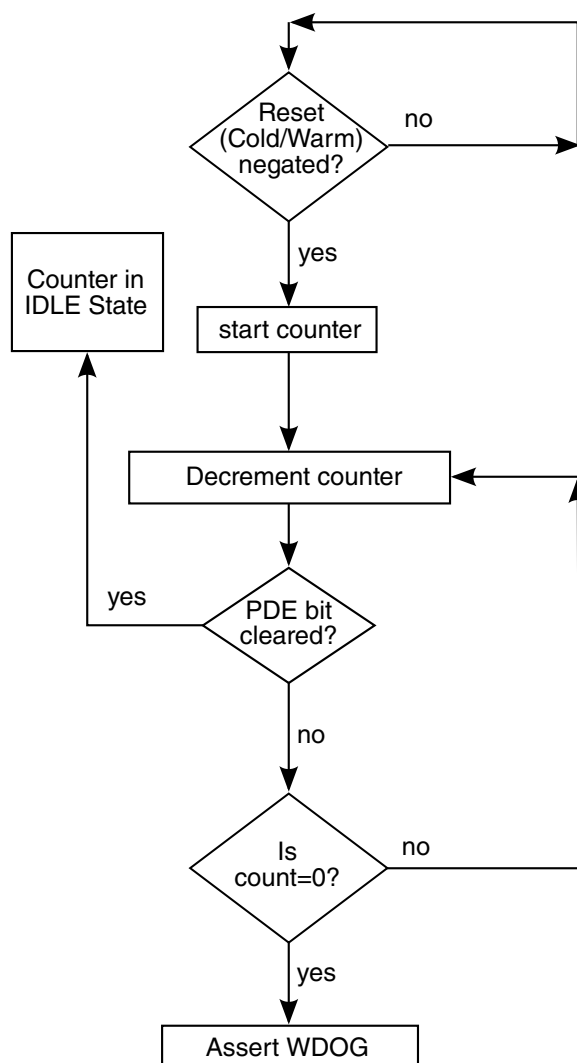 Reset
(Cold/Warm)
negated?
no
yes
Counter in
IDLE State
start counter
Decrement counter
yes
PDE bit
cleared?
no
Is
count=0?
no
yes
Assert WDOG